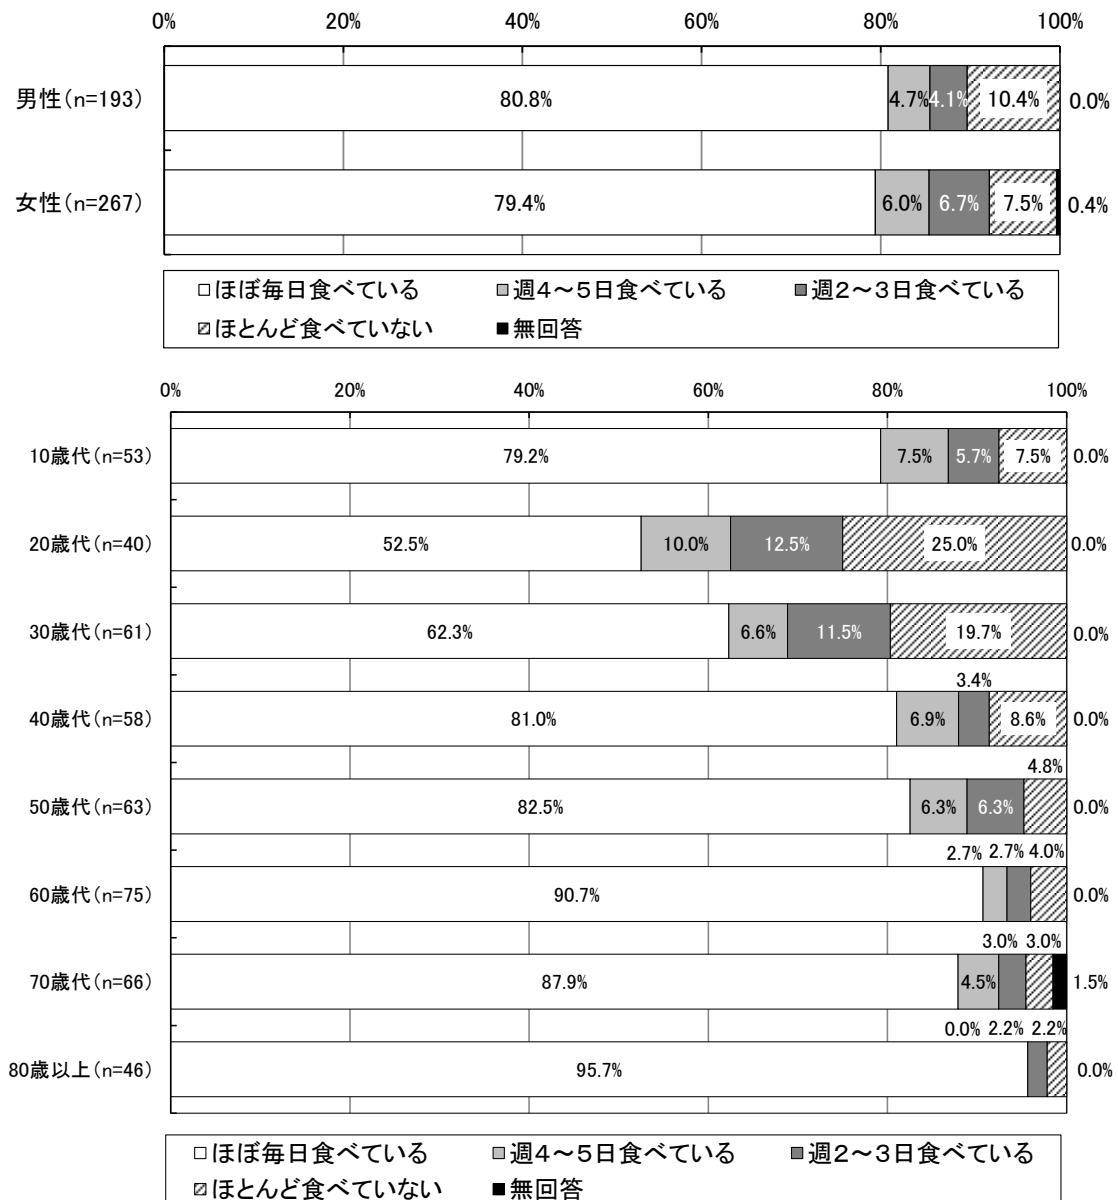 0% 20% 40% 60% 80% 100%
男性(n=193) 80.8% 4.7% 4.1% 10.4% 0.0%
女性(n=267) 79.4% 6.0% 6.7% 7.5% 0.4%
ほぼ毎日食べている 週4～5日食べている 週2～3日食べている
ほとんど食べていない 無回答
0% 20% 40% 60% 80% 100%
10歳代(n=53) 79.2% 7.5% 5.7% 7.5% 0.0%
20歳代(n=40) 52.5% 10.0% 12.5% 25.0% 0.0%
30歳代(n=61) 62.3% 6.6% 11.5% 19.7% 0.0%
3.4%
40歳代(n=58) 81.0% 6.9% 8.6% 0.0%
4.8%
50歳代(n=63) 82.5% 6.3% 6.3% 0.0%
2.7% 2.7% 4.0%
60歳代(n=75) 90.7% 0.0%
3.0% 3.0%
70歳代(n=66) 87.9% 4.5% 1.5%
0.0% 2.2% 2.2%
80歳以上(n=46) 95.7% 0.0%
ほぼ毎日食べている 週4～5日食べている 週2～3日食べている
ほとんど食べていない 無回答